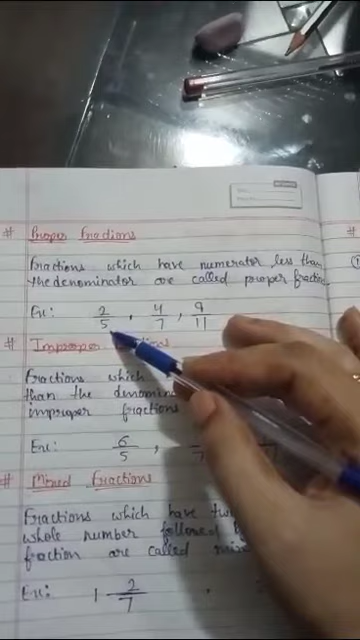 # Proper Fractions
Fractions which have numerator less than
the denominator are called proper fraction
Ex: 2/5 , 4/7 , 9/11
# Improper
Fractions which
than the
improper fractions
Ex: 6/5 ,
# Mixed Fractions
Fractions which have
whole number followed
fraction are called
Ex: 1 2/7